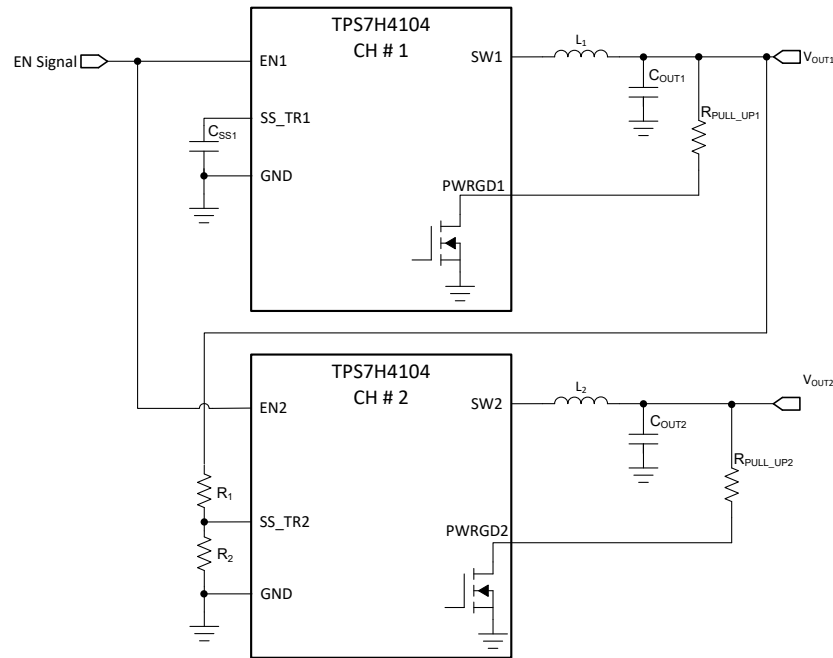 TPS7H4104
CH # 1
EN Signal
EN1
SW1
L1
VOUT1
COUT1
RPULL_UP1
SS_TR1
CSS1
GND
PWRGD1
TPS7H4104
CH # 2
EN2
SW2
L2
VOUT2
COUT2
RPULL_UP2
R1
SS_TR2
R2
PWRGD2
GND